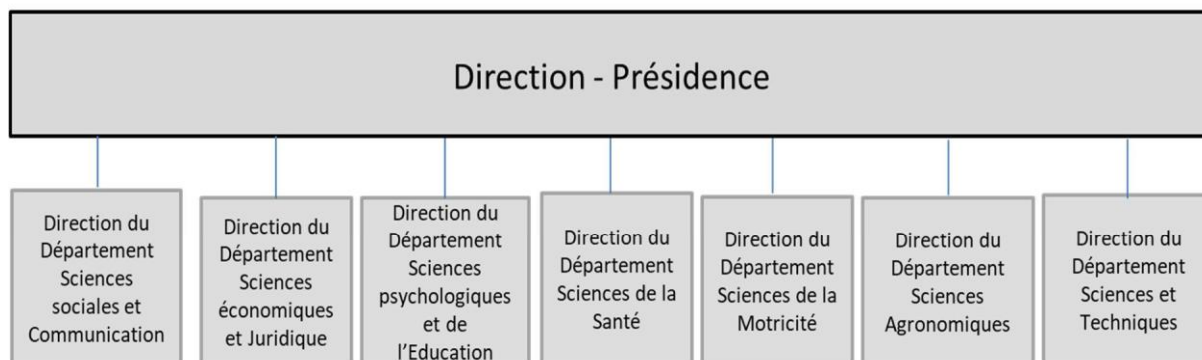 Direction - Présidence
Direction du
Département
Sciences
sociales et
Communication
Direction du
Département
Sciences
économiques
et Juridique
Direction du
Département
Sciences
psychologiques
et de
l’Education
Direction du
Département
Sciences de la
Santé
Direction du
Département
Sciences de la
Motricité
Direction du
Département
Sciences
Agronomiques
Direction du
Département
Sciences et
Techniques